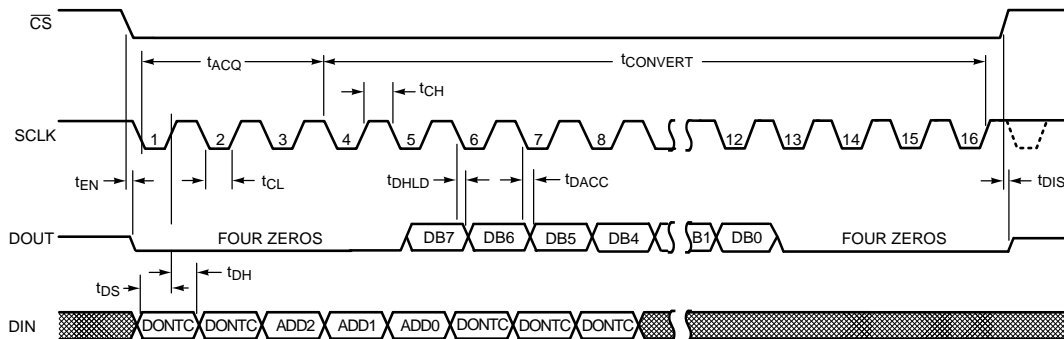 CS
tACQ
tCONVERT
tCH
SCLK
1 2 3 4 5 6 7 8 12 13 14 15 16
tEN
tCL
tDHLD
tDACC
tDIS
DOUT
FOUR ZEROS
DB7 DB6 DB5 DB4 B1 DB0
FOUR ZEROS
tDH
tDS
DIN
DONTC DONTC ADD2 ADD1 ADD0 DONTC DONTC DONTC